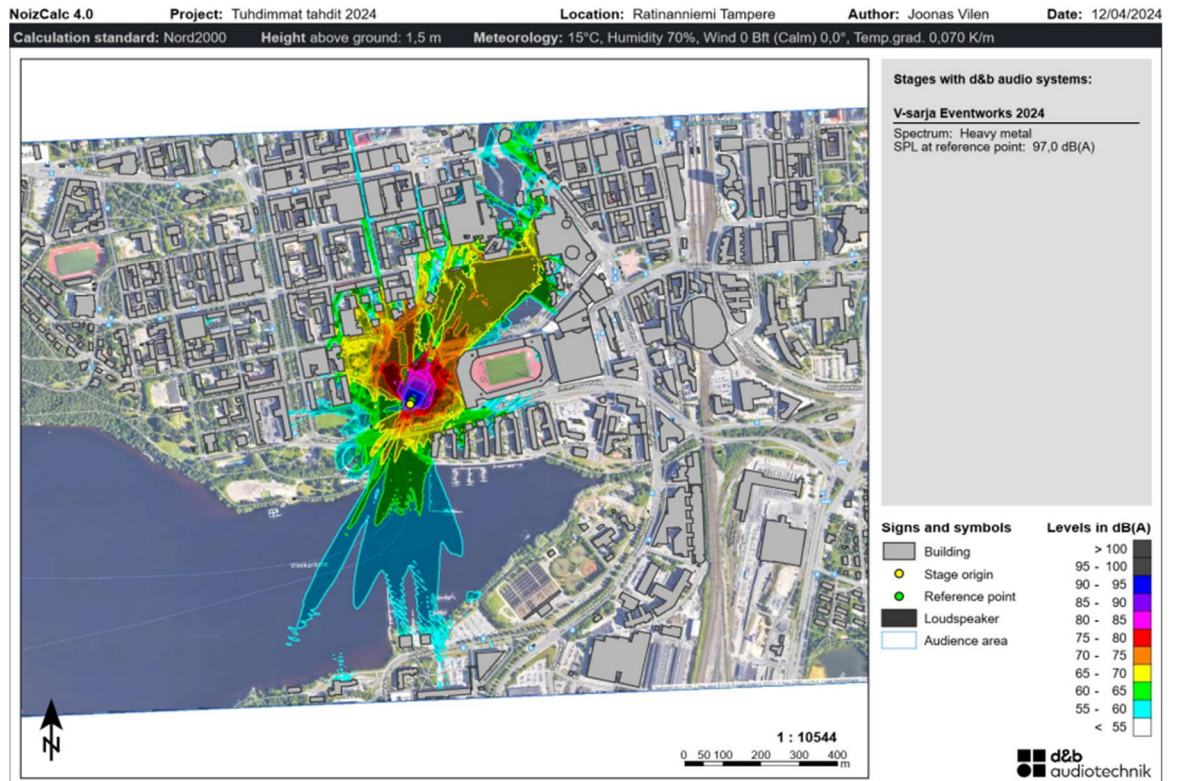 NoizCalc 4.0 Project: Tuhdimmat tahdit 2024 Location: Ratinanniemi Tampere Author: Joonas Vilen Date: 12/04/2024
Calculation standard: Nord2000 Height above ground: 1,5 m Meteorology: 15°C, Humidity 70%, Wind 0 Bft (Calm) 0,0°, Temp.grad. 0,070 K/m
Stages with d&b audio systems:
V-sarja Eventworks 2024
Spectrum: Heavy metal
SPL at reference point: 97,0 dB(A)
Signs and symbols
Building
Stage origin
Reference point
Loudspeaker
Audience area
Levels in dB(A)
> 100
95 - 100
90 - 95
85 - 90
80 - 85
75 - 80
70 - 75
65 - 70
60 - 65
55 - 60
< 55
N
1 : 10544
0 50 100 200 300 400
m
d&b
audiotechnik